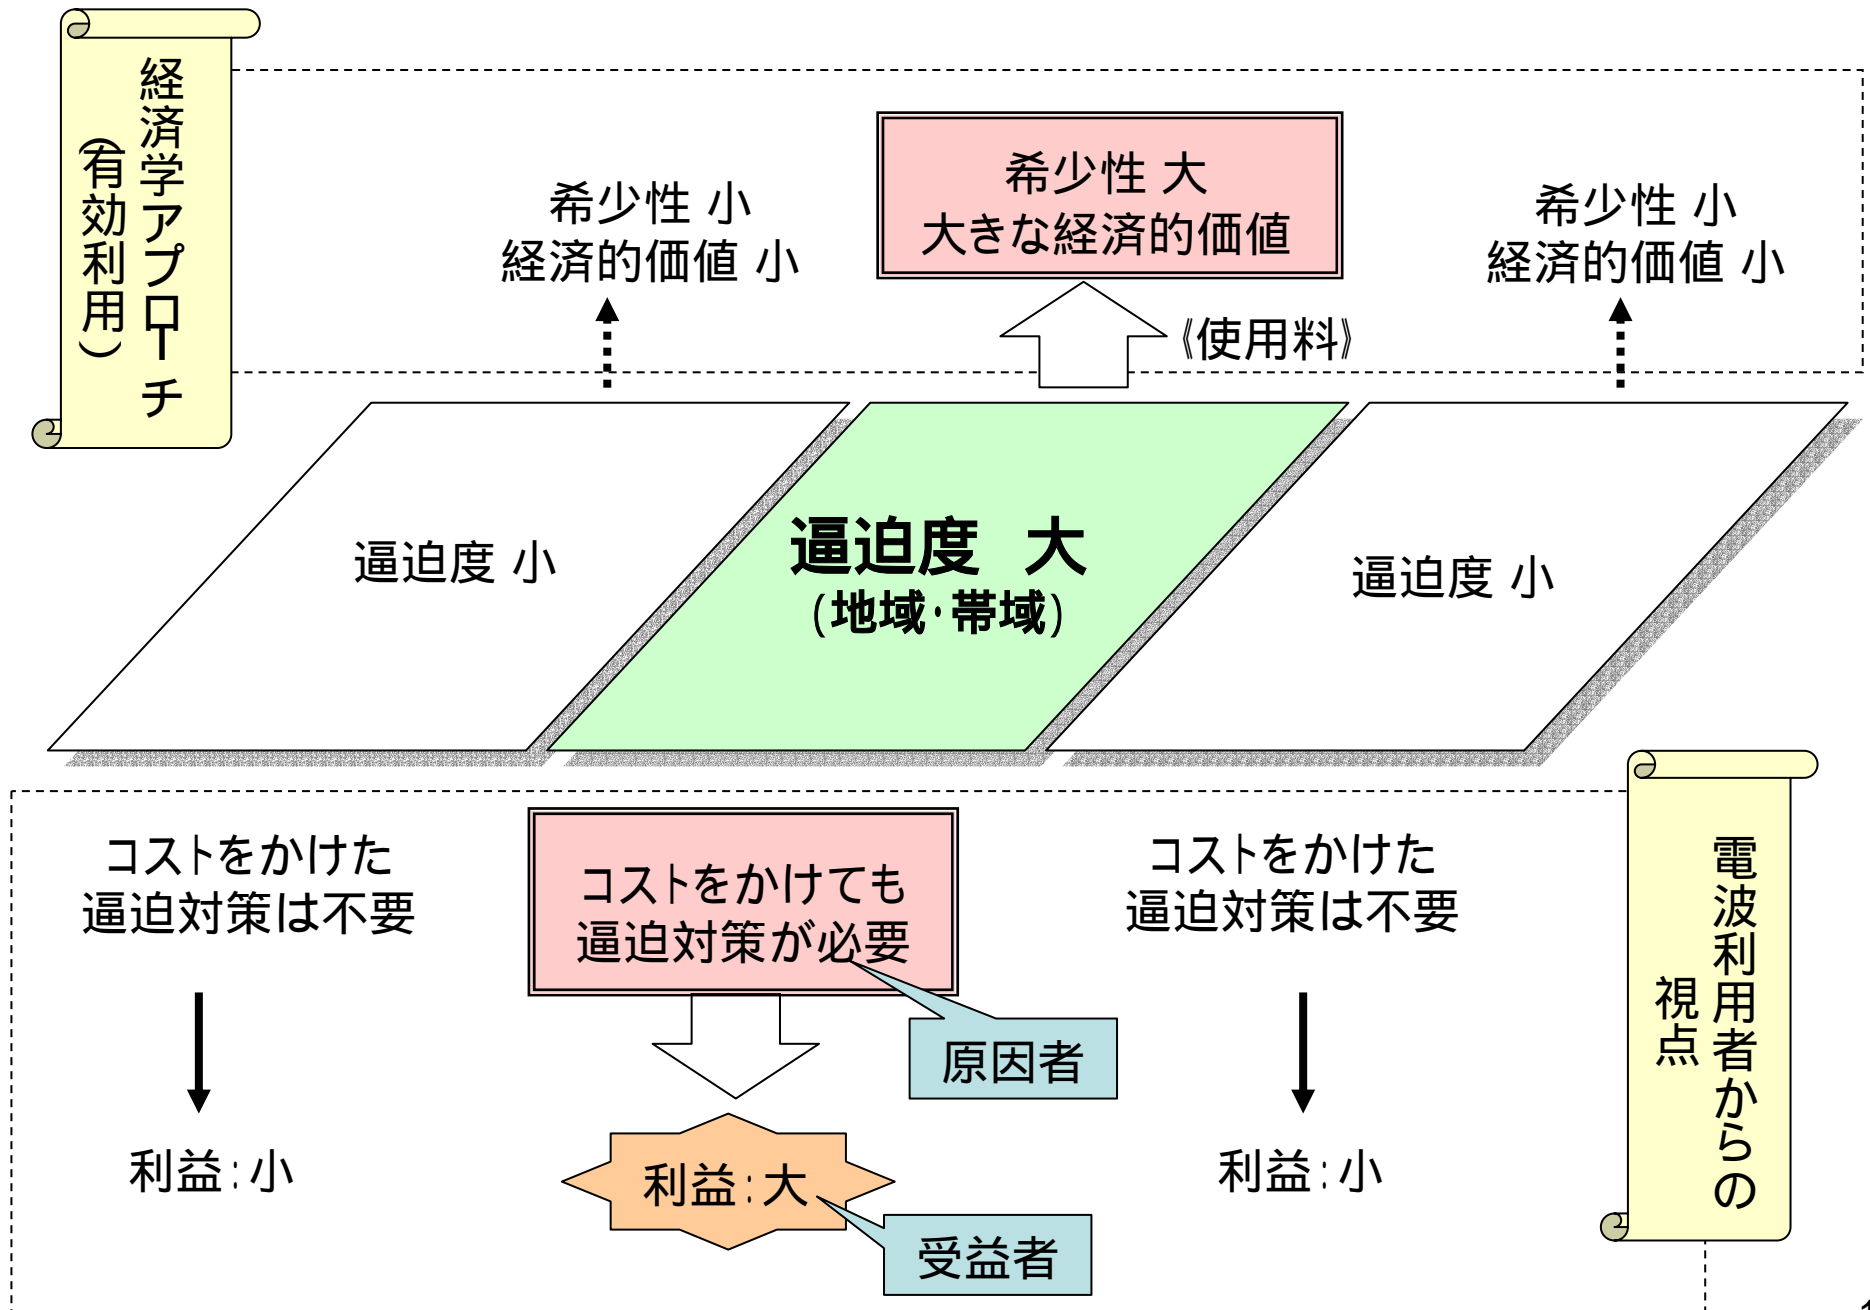 経済学アプローチ
（有効利用）
希少性 小
経済的価値 小
希少性 大
大きな経済的価値
希少性 小
経済的価値 小
《使用料》
逼迫度 小
逼迫度　大
（地域・帯域）
逼迫度 小
コストをかけた
逼迫対策は不要
コストをかけても
逼迫対策が必要
コストをかけた
逼迫対策は不要
電波利用者からの
視点
原因者
利益：小
利益：大
利益：小
受益者